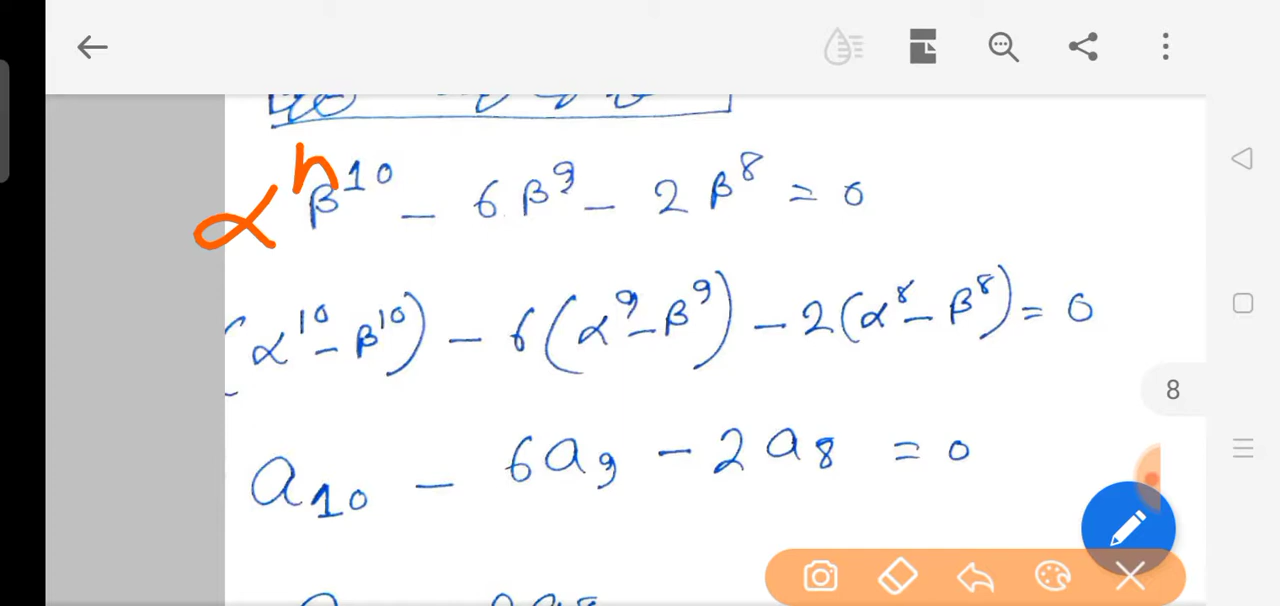 αⁿ β¹⁰ - 6β⁹ - 2β⁸ = 0
(α¹⁰ - β¹⁰) - 6(α⁹ - β⁹) - 2(α⁸ - β⁸) = 0
8
a₁₀ - 6a₉ - 2a₈ = 0